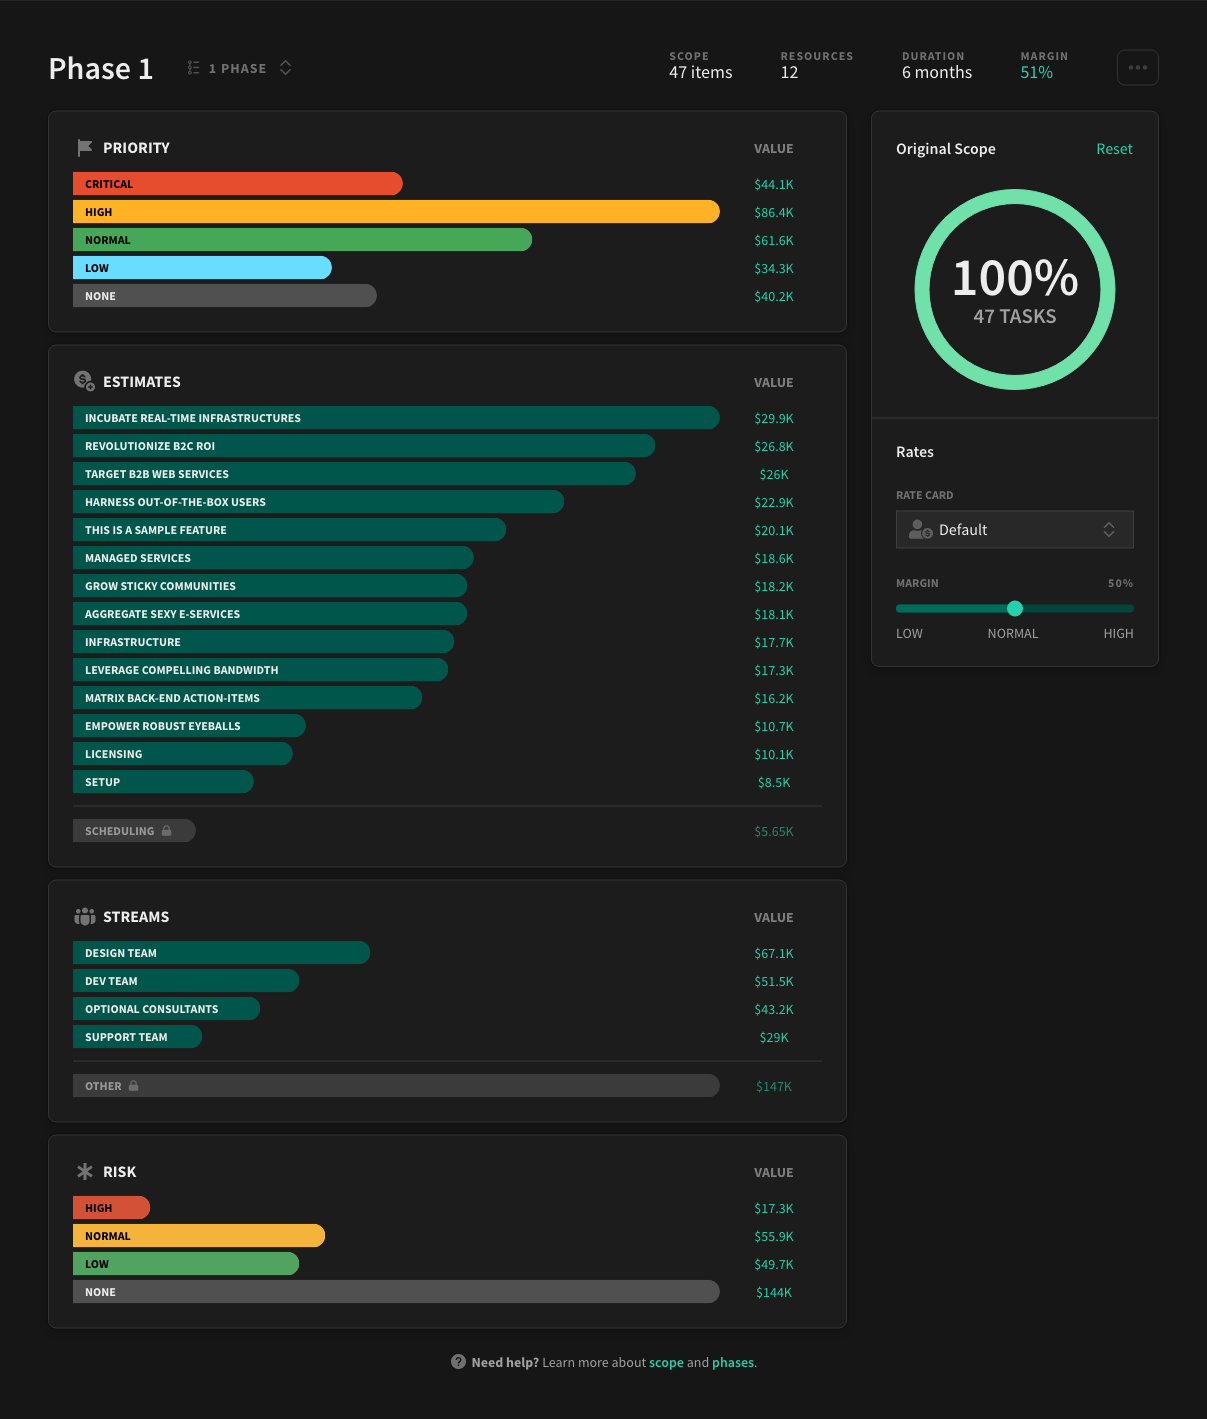 Phase 1
1 PHASE
SCOPE
47 items
RESOURCES
12
DURATION
6 months
MARGIN
51%
PRIORITY VALUE
CRITICAL $44.1K
HIGH $86.4K
NORMAL $61.6K
LOW $34.3K
NONE $40.2K
ESTIMATES VALUE
INCUBATE REAL-TIME INFRASTRUCTURES $29.9K
REVOLUTIONIZE B2C ROI $26.8K
TARGET B2B WEB SERVICES $26K
HARNESS OUT-OF-THE-BOX USERS $22.9K
THIS IS A SAMPLE FEATURE $20.1K
MANAGED SERVICES $18.6K
GROW STICKY COMMUNITIES $18.2K
AGGREGATE SEXY E-SERVICES $18.1K
INFRASTRUCTURE $17.7K
LEVERAGE COMPELLING BANDWIDTH $17.3K
MATRIX BACK-END ACTION-ITEMS $16.2K
EMPOWER ROBUST EYEBALLS $10.7K
LICENSING $10.1K
SETUP $8.5K
SCHEDULING $5.65K
STREAMS VALUE
DESIGN TEAM $67.1K
DEV TEAM $51.5K
OPTIONAL CONSULTANTS $43.2K
SUPPORT TEAM $29K
OTHER $147K
RISK VALUE
HIGH $17.3K
NORMAL $55.9K
LOW $49.7K
NONE $144K
Original Scope Reset
100%
47 TASKS
Rates
RATE CARD
Default
MARGIN 50%
LOW NORMAL HIGH
Need help? Learn more about scope and phases.